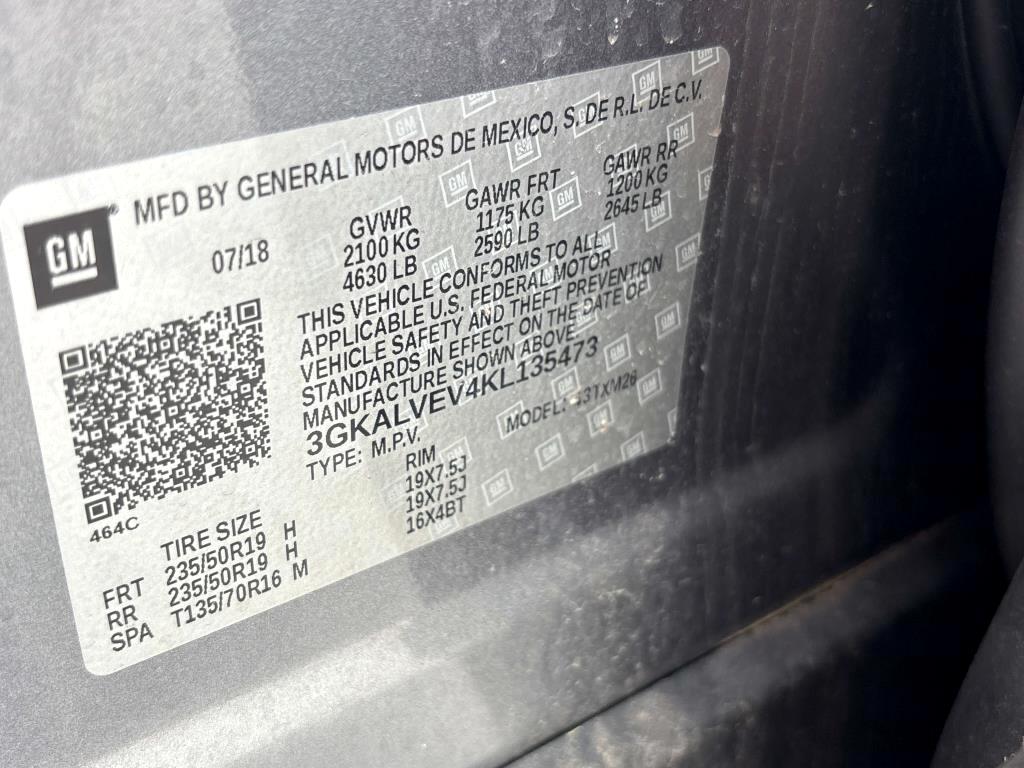 MFD BY GENERAL MOTORS DE MEXICO, S. DE R.L. DE C.V.
GM
07/18
GVWR GAWR FRT GAWR RR
2100 KG 1175 KG 1200 KG
4630 LB 2590 LB 2645 LB
THIS VEHICLE CONFORMS TO ALL
APPLICABLE U.S. FEDERAL MOTOR
VEHICLE SAFETY AND THEFT PREVENTION
STANDARDS IN EFFECT ON THE DATE OF
MANUFACTURE SHOWN ABOVE.
3GKALVEV4KL135473
TYPE: M.P.V. MODEL:
464C
TIRE SIZE RIM
FRT 235/50R19 H 19X7.5J
RR 235/50R19 H 19X7.5J
SPA T135/70R16 M 16X4BT